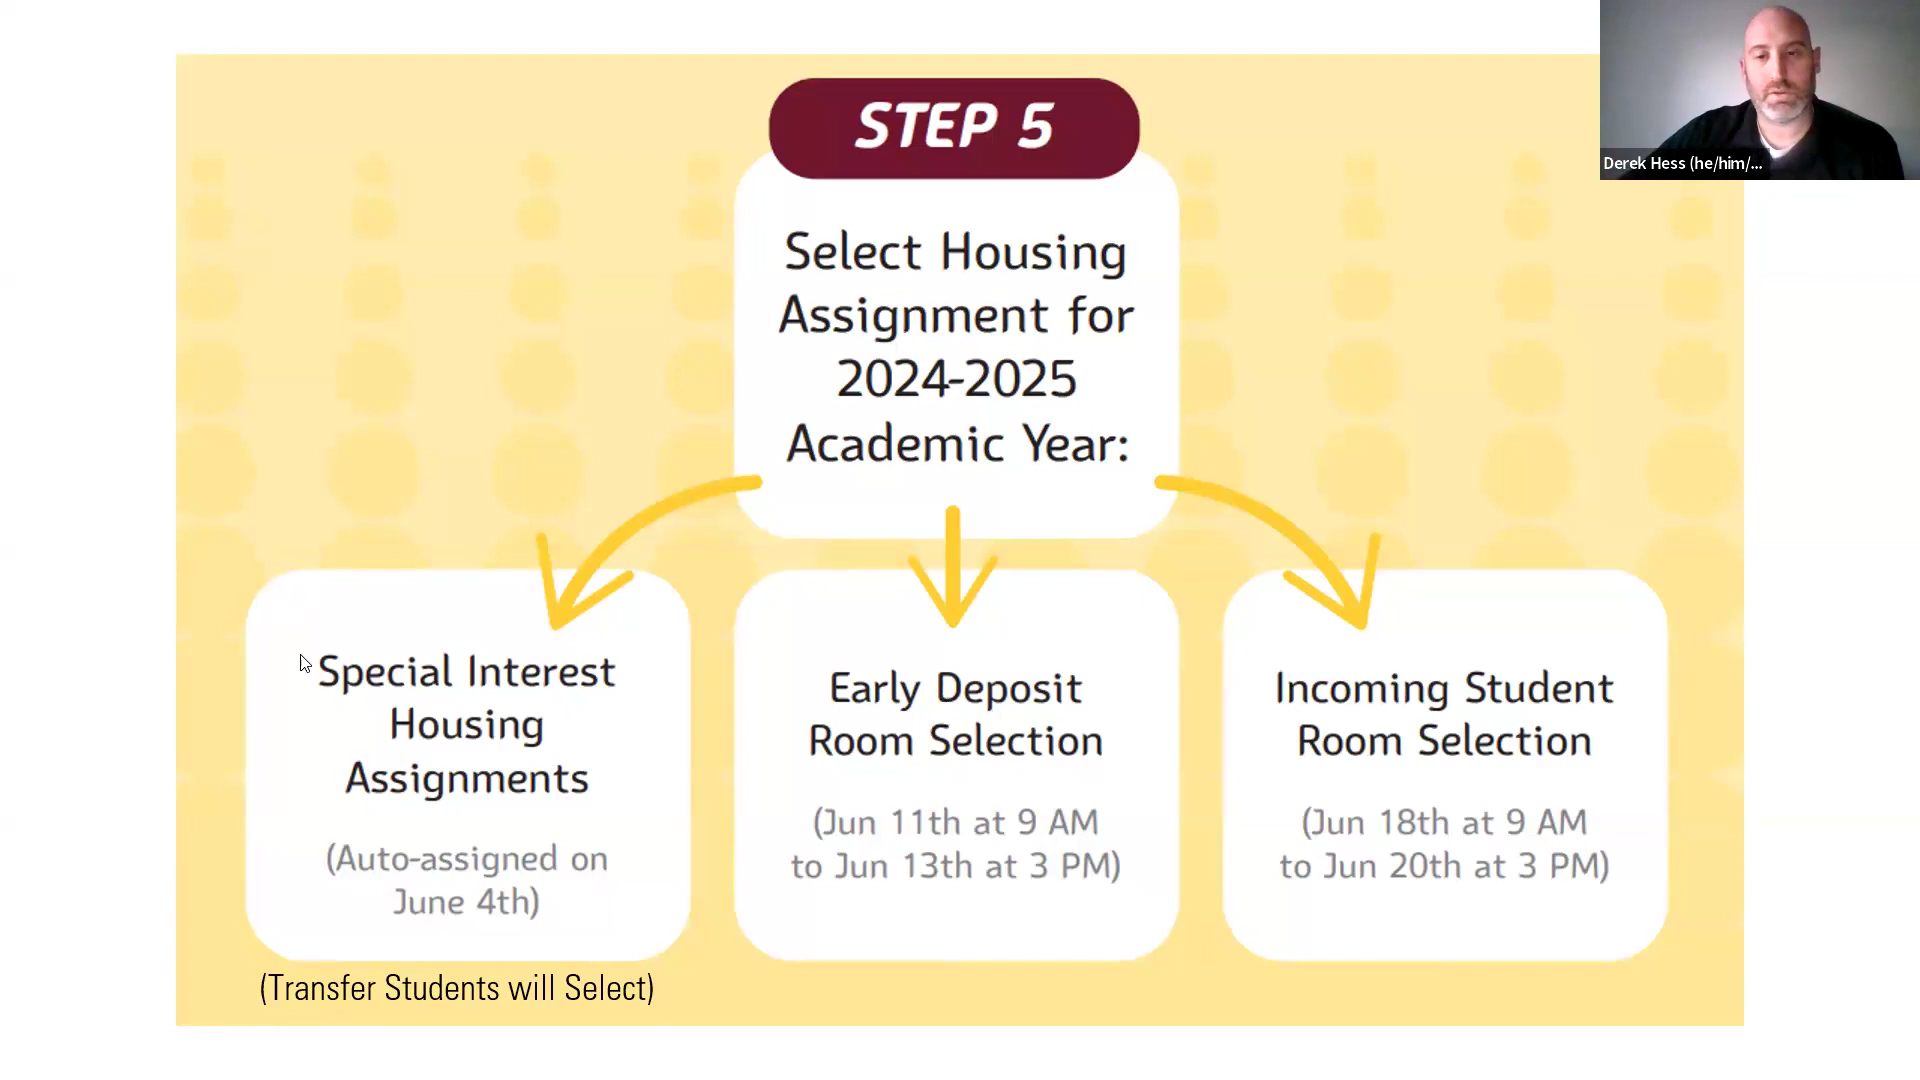 STEP 5
Select Housing
Assignment for
2024-2025
Academic Year:
Special Interest
Housing
Assignments
(Auto-assigned on
June 4th)
(Transfer Students will Select)
Early Deposit
Room Selection
(Jun 11th at 9 AM
to Jun 13th at 3 PM)
Incoming Student
Room Selection
(Jun 18th at 9 AM
to Jun 20th at 3 PM)
Derek Hess (he/him/...